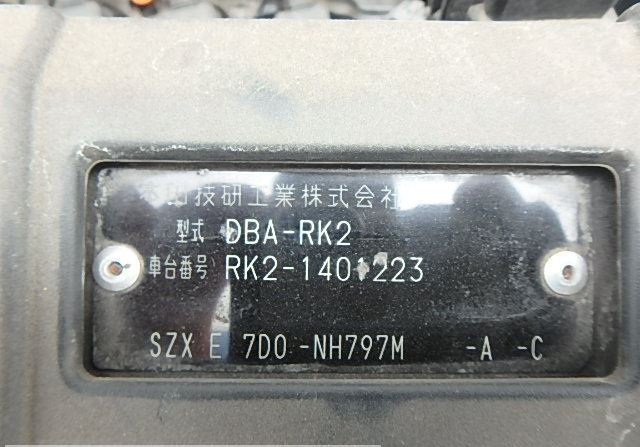 本田技研工業株式会社
型式 DBA-RK2
車台番号 RK2-1401223
SZX E 7D0 -NH797M -A -C